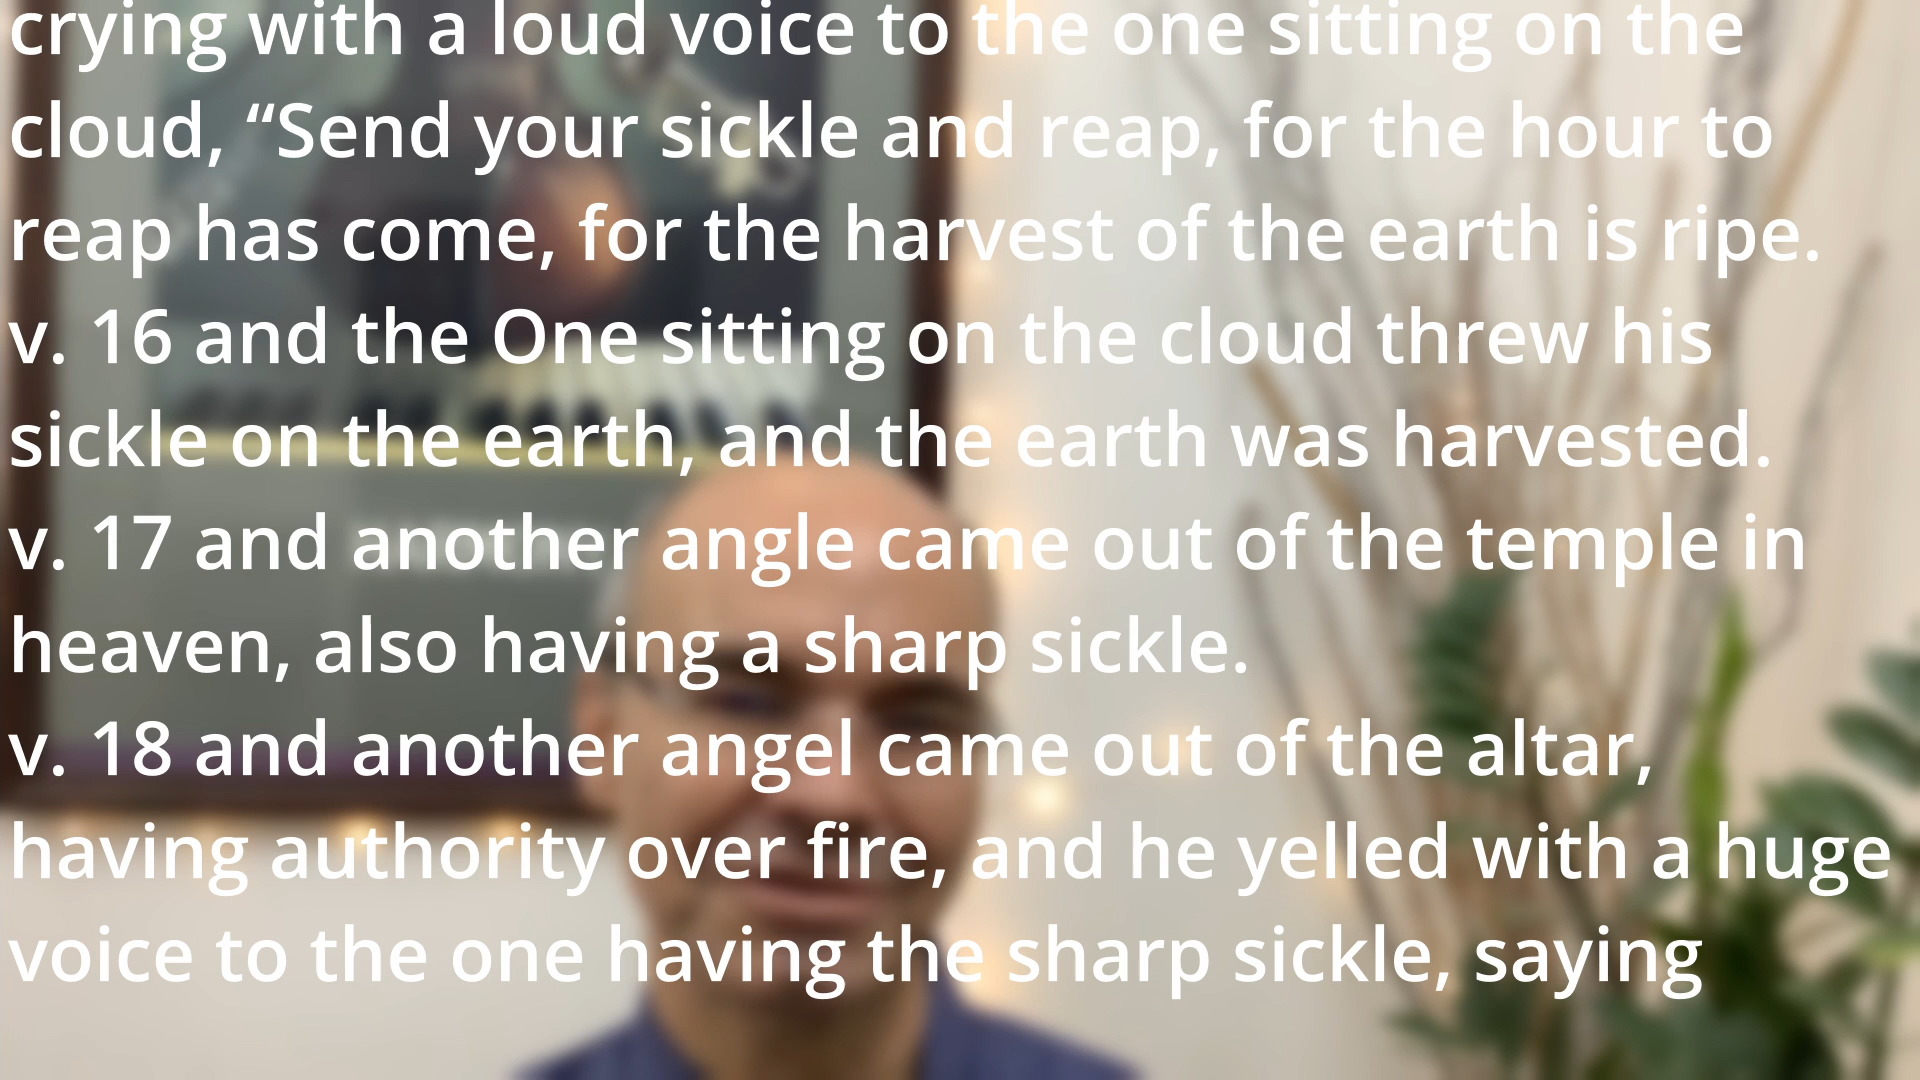 crying with a loud voice to the one sitting on the
cloud, “Send your sickle and reap, for the hour to
reap has come, for the harvest of the earth is ripe.
v. 16 and the One sitting on the cloud threw his
sickle on the earth, and the earth was harvested.
v. 17 and another angle came out of the temple in
heaven, also having a sharp sickle.
v. 18 and another angel came out of the altar,
having authority over fire, and he yelled with a huge
voice to the one having the sharp sickle, saying